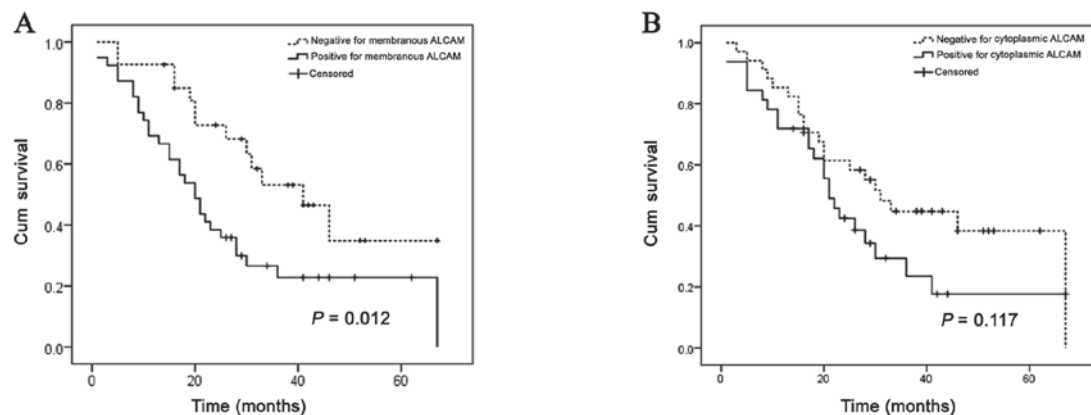 A
Negative for membranous ALCAM
Positive for membranous ALCAM
Censored
1.0
0.8
0.6
0.4
0.2
0.0
Cum survival
P = 0.012
0 20 40 60
Time (months)
B
Negative for cytoplasmic ALCAM
Positive for cytoplasmic ALCAM
Censored
1.0
0.8
0.6
0.4
0.2
0.0
Cum survival
P = 0.117
0 20 40 60
Time (months)